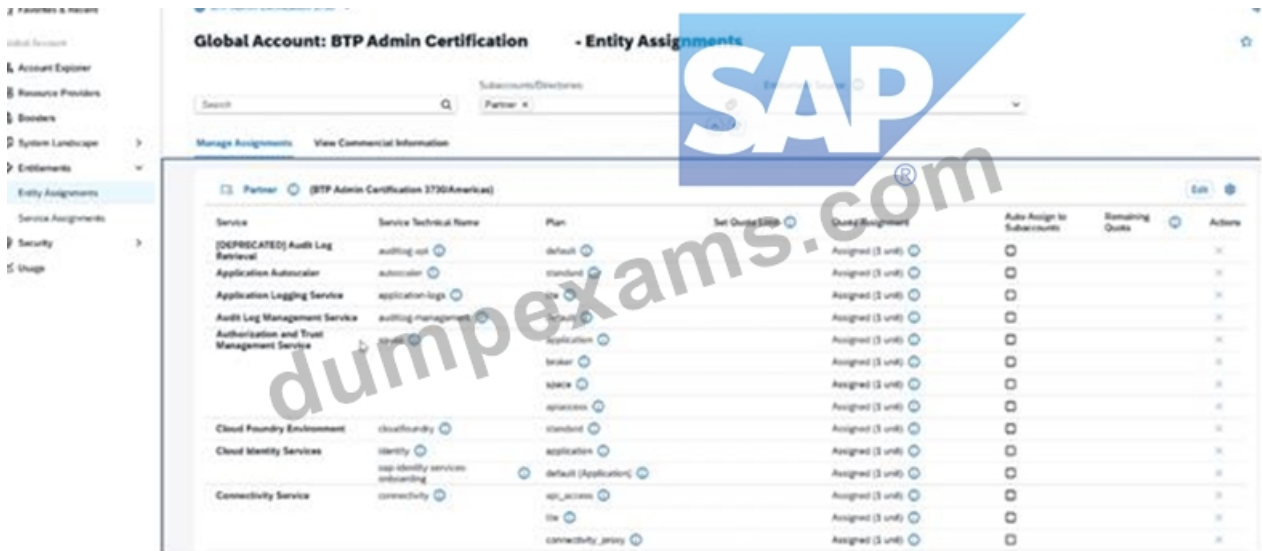 Favorites & Recent
Global Account: BTP Admin Certification - Entity Assignments
Global Account
Account Explorer
Resource Providers
Boosters
System Landscape
Entitlements
Entity Assignments
Service Assignments
Security
Usage
Subaccounts/Directories:
Search
Partner ×
Manage Assignments View Commercial Information
SAP
®
dumpexams.com
Partner (BTP Admin Certification 3730/Americas)
Edit
Service Service Technical Name Plan Set Quota Limit Quota Assignment Auto Assign to Subaccounts Remaining Quota Actions
[DEPRECATED] Audit Log Retrieval auditlog-api default Assigned (1 unit)
Application Autoscaler autoscaler standard Assigned (1 unit)
Application Logging Service application-logs lite Assigned (1 unit)
Audit Log Management Service auditlog-management default Assigned (1 unit)
Authorization and Trust Management Service application Assigned (1 unit)
broker Assigned (1 unit)
space Assigned (1 unit)
apiaccess Assigned (1 unit)
Cloud Foundry Environment cloudfoundry standard Assigned (1 unit)
Cloud Identity Services identity application Assigned (1 unit)
sap-identity-services-onboarding default (Application) Assigned (1 unit)
Connectivity Service connectivity api_access Assigned (1 unit)
lite Assigned (1 unit)
connectivity_proxy Assigned (1 unit)